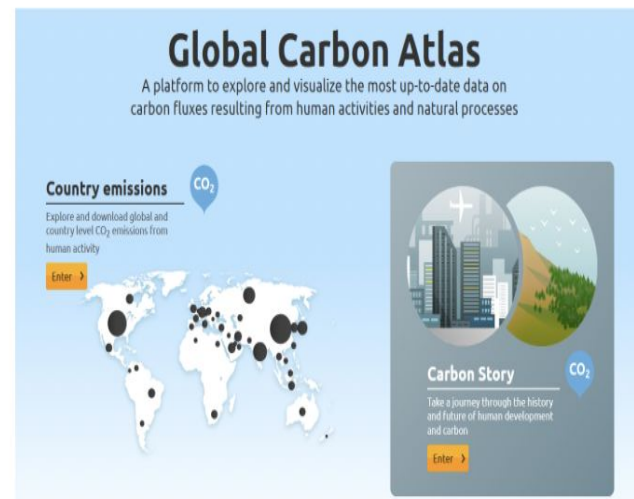 Global Carbon Atlas
A platform to explore and visualize the most up-to-date data on
carbon fluxes resulting from human activities and natural processes
Country emissions
CO₂
Explore and download global and
country level CO₂ emissions from
human activity
Enter >
Carbon Story
CO₂
Take a journey through the history
and future of human development
and carbon
Enter >